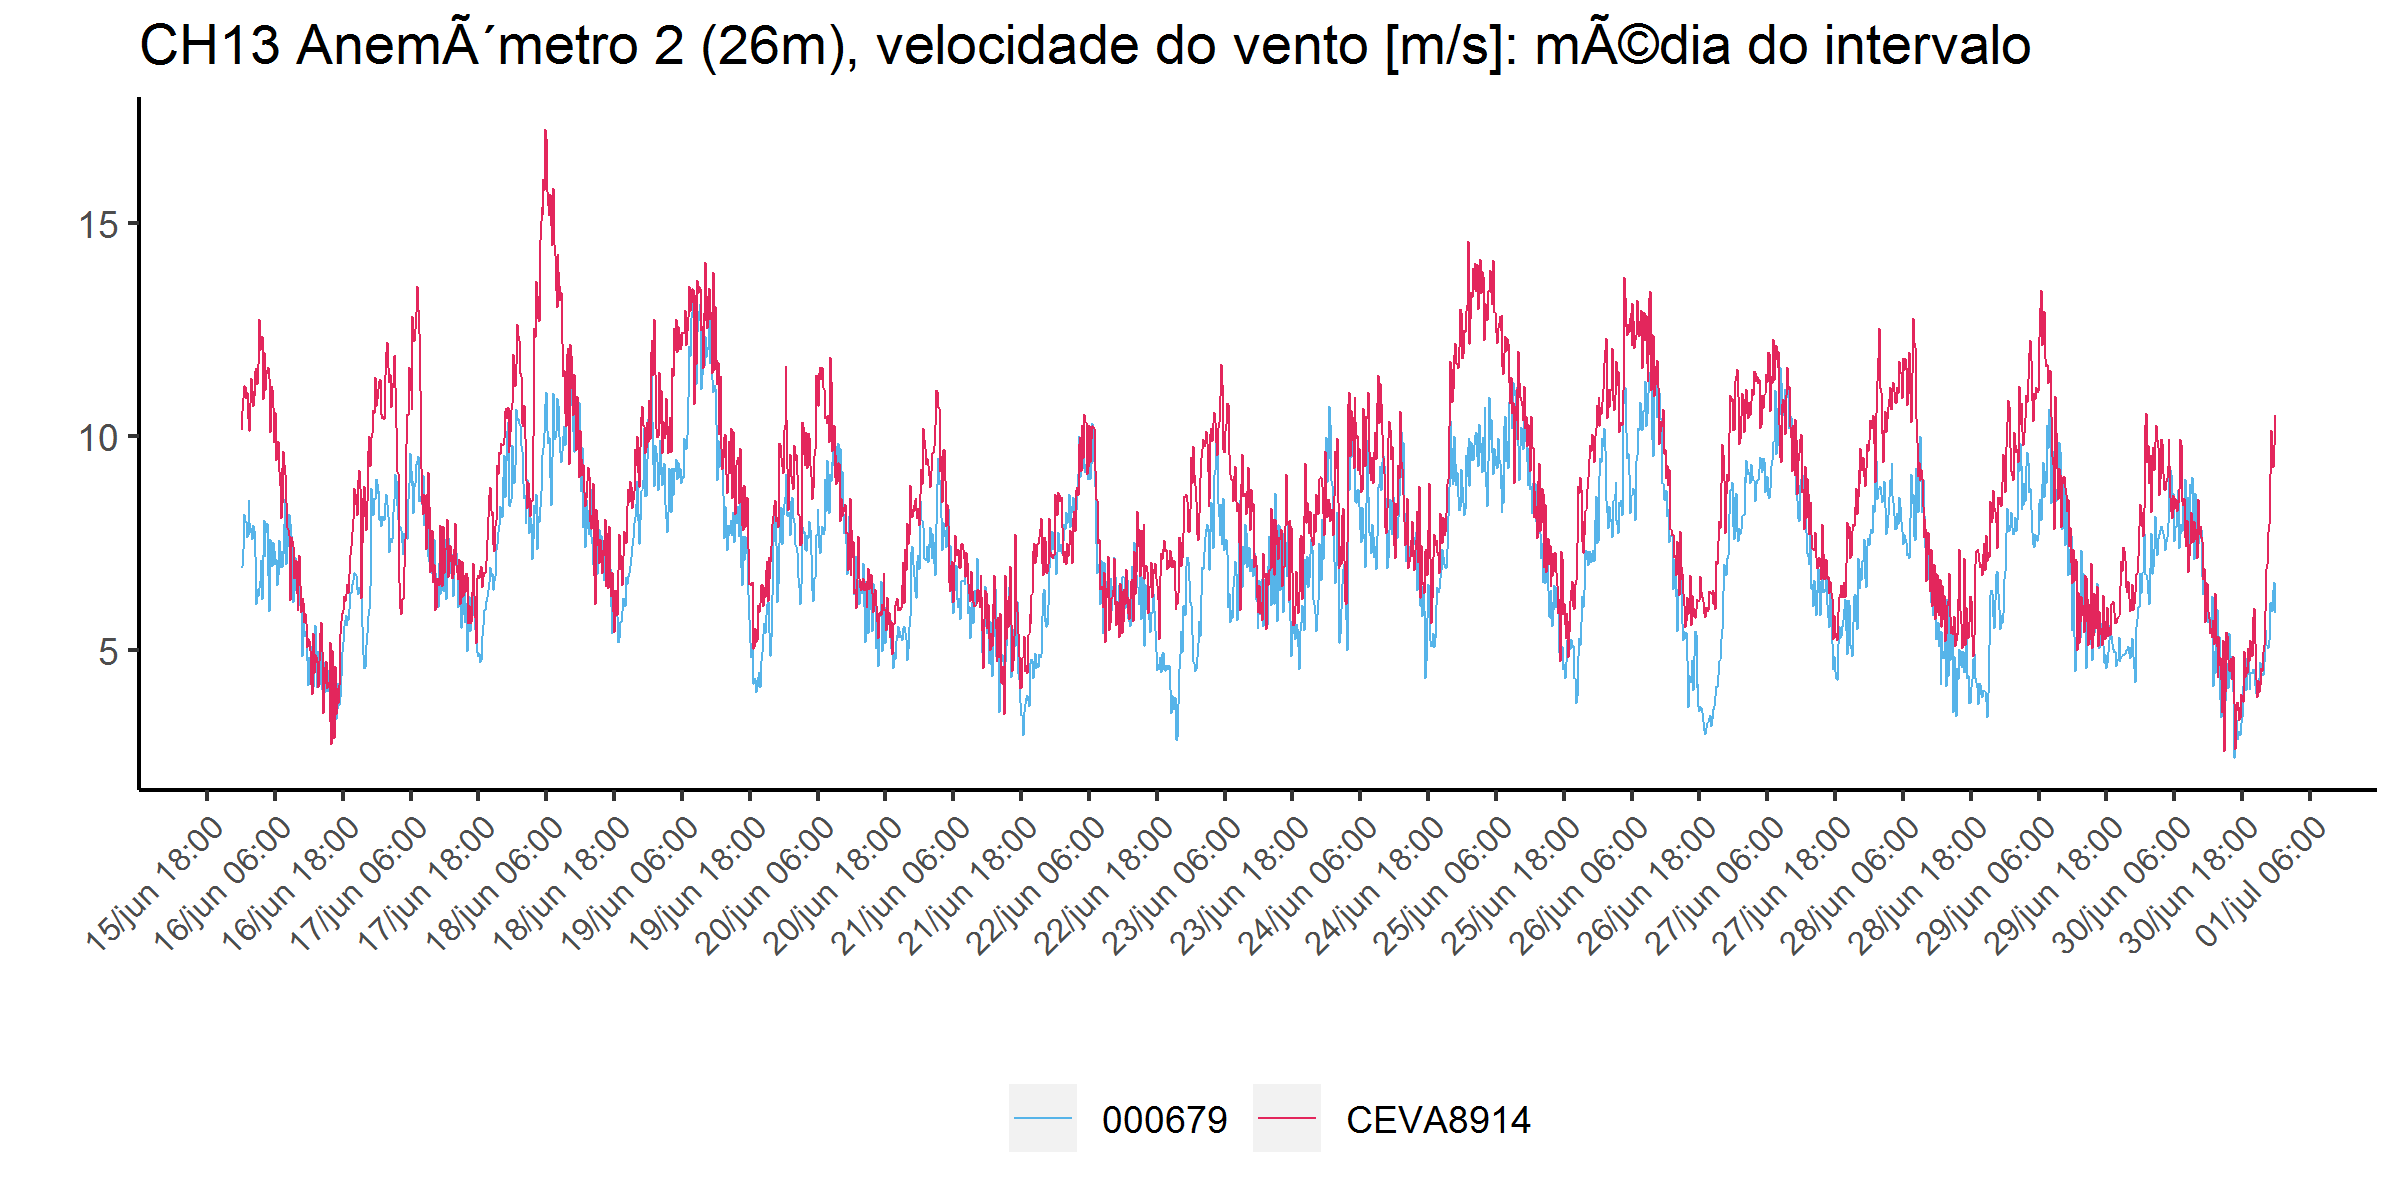 CH13 AnemÃ´metro 2 (26m), velocidade do vento [m/s]: mÃ©dia do intervalo
15
10
5
15/jun 18:00
16/jun 06:00
16/jun 18:00
17/jun 06:00
17/jun 18:00
18/jun 06:00
18/jun 18:00
19/jun 06:00
19/jun 18:00
20/jun 06:00
20/jun 18:00
21/jun 06:00
21/jun 18:00
22/jun 06:00
22/jun 18:00
23/jun 06:00
23/jun 18:00
24/jun 06:00
24/jun 18:00
25/jun 06:00
25/jun 18:00
26/jun 06:00
26/jun 18:00
27/jun 06:00
27/jun 18:00
28/jun 06:00
28/jun 18:00
29/jun 06:00
29/jun 18:00
30/jun 06:00
30/jun 18:00
01/jul 06:00
000679
CEVA8914